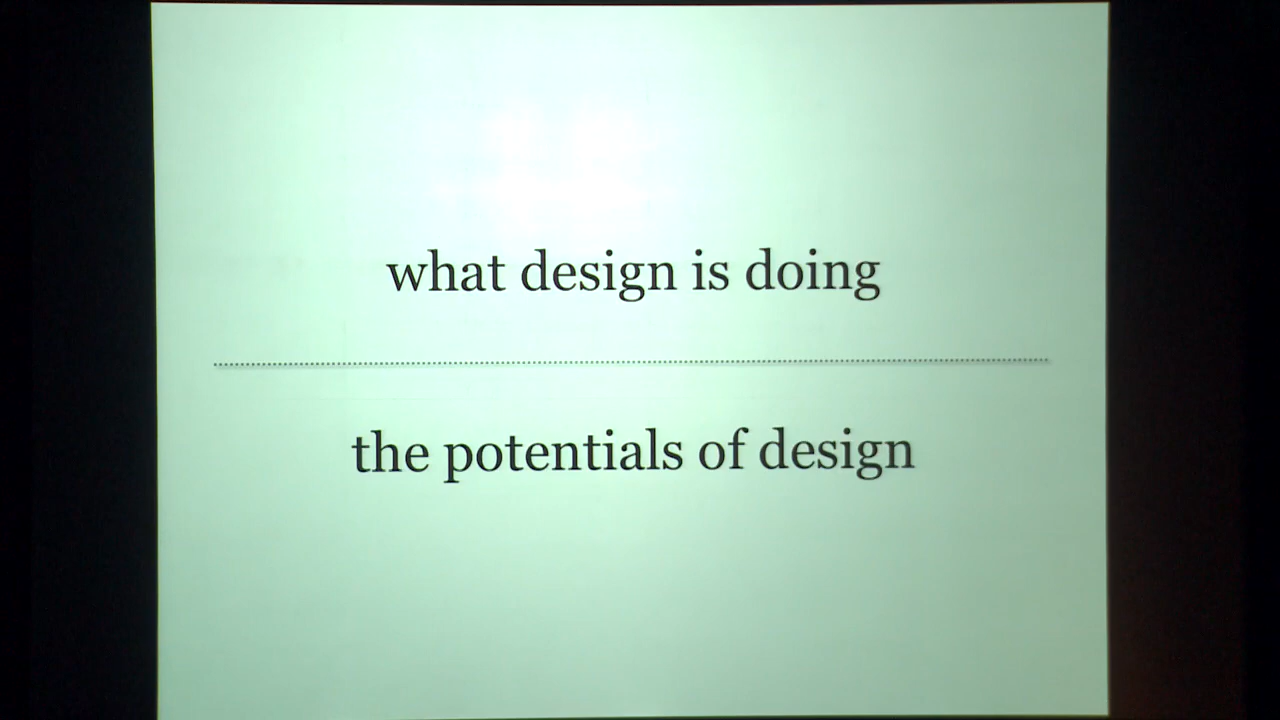 what design is doing
the potentials of design